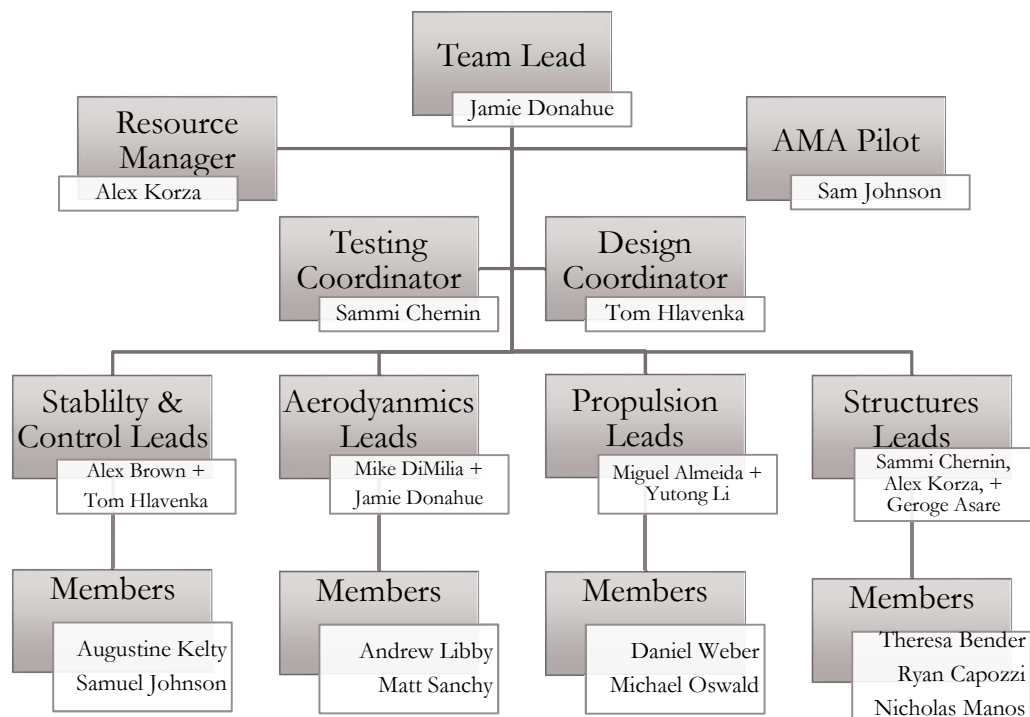 Team Lead
Jamie Donahue
Resource
Manager
Alex Korza
AMA Pilot
Sam Johnson
Testing
Coordinator
Sammi Chernin
Design
Coordinator
Tom Hlavenka
Stablilty &
Control Leads
Alex Brown +
Tom Hlavenka
Aerodyanmics
Leads
Mike DiMilia +
Jamie Donahue
Propulsion
Leads
Miguel Almeida +
Yutong Li
Structures
Leads
Sammi Chernin,
Alex Korza, +
Geroge Asare
Members
Augustine Kelty
Samuel Johnson
Members
Andrew Libby
Matt Sanchy
Members
Daniel Weber
Michael Oswald
Members
Theresa Bender
Ryan Capozzi
Nicholas Manos